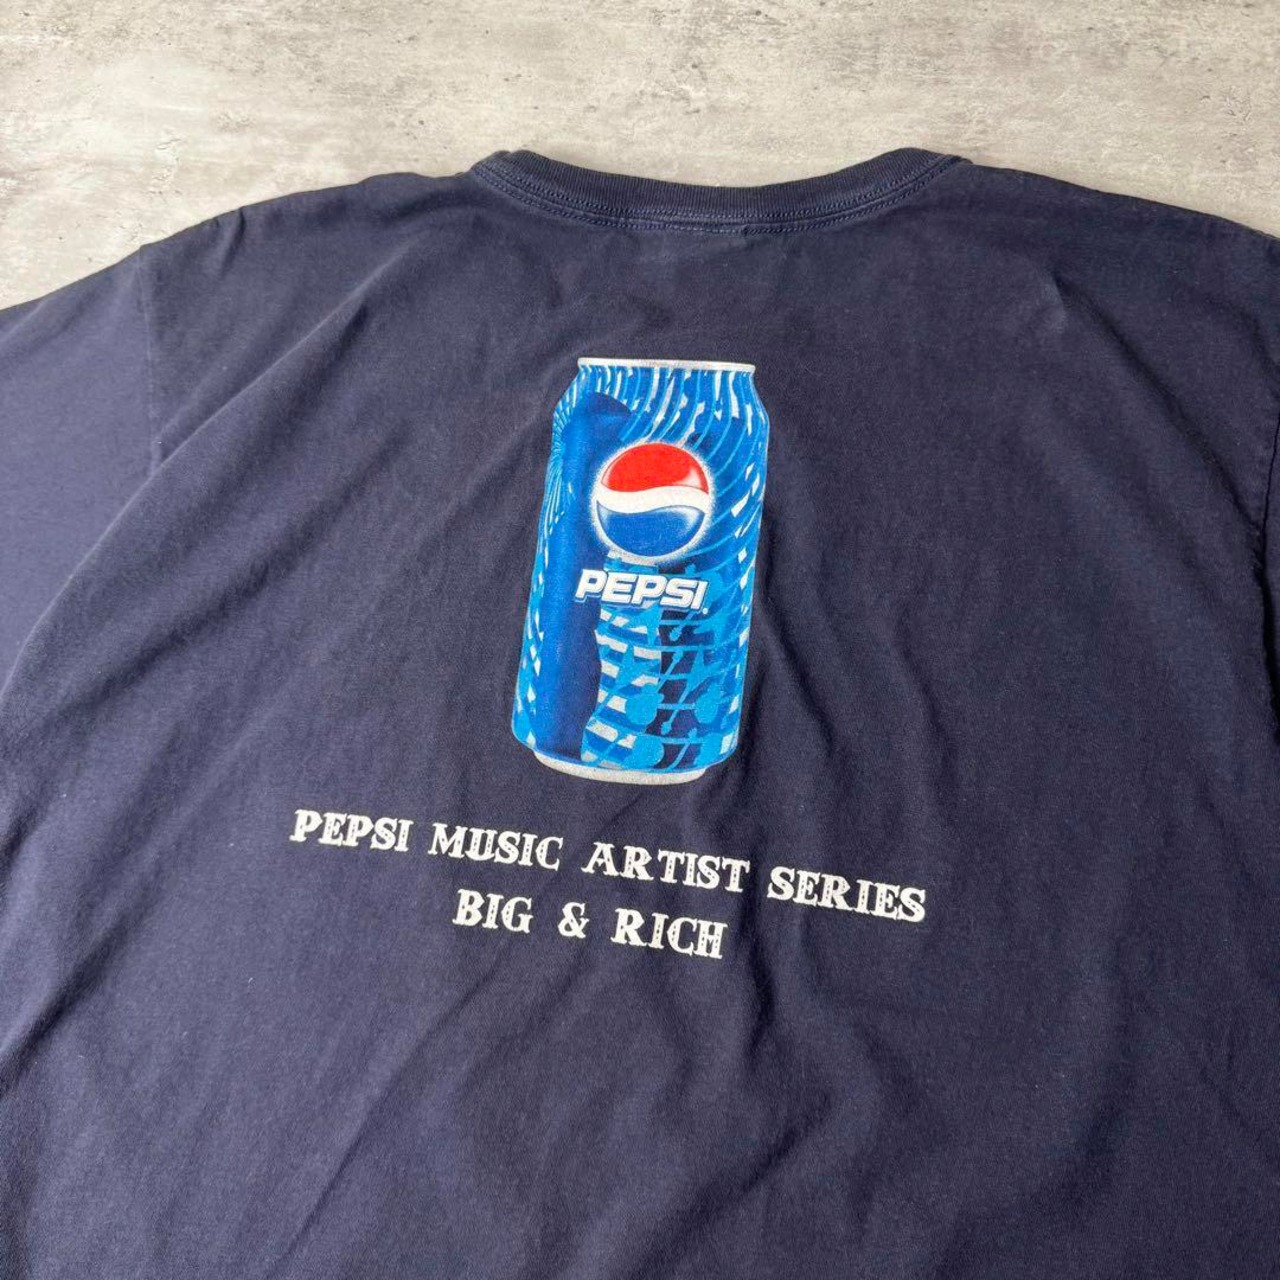 PEPSI
PEPSI MUSIC ARTIST SERIES
BIG & RICH